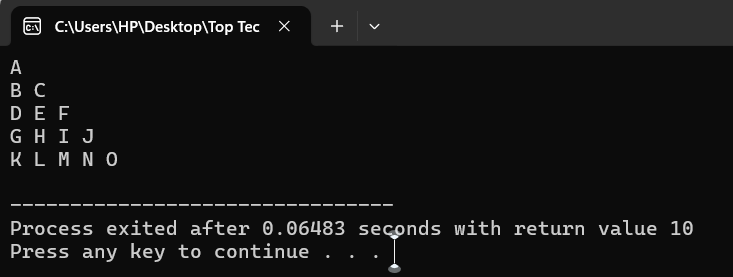 C:\Users\HP\Desktop\Top Tec
A
B C
D E F
G H I J
K L M N O
--------------------------------
Process exited after 0.06483 seconds with return value 10
Press any key to continue . . .